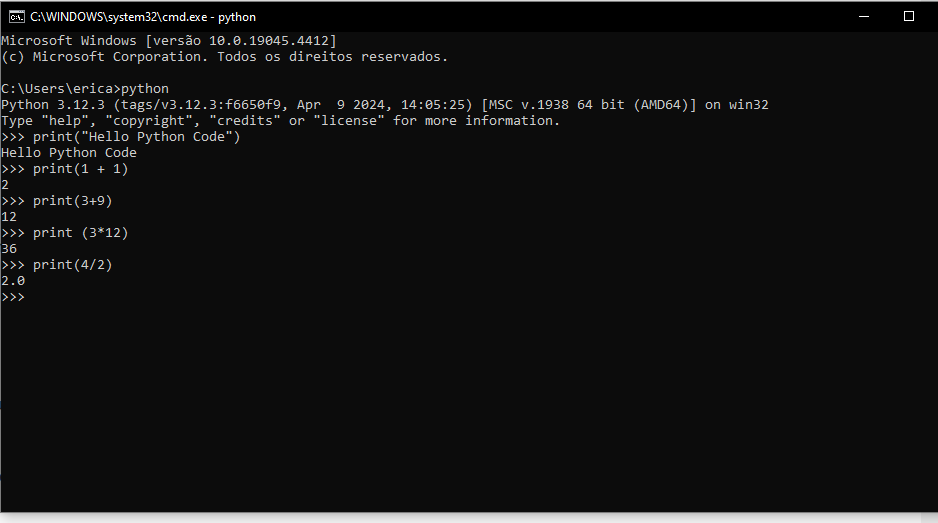 C:\WINDOWS\system32\cmd.exe - python
Microsoft Windows [versão 10.0.19045.4412]
(c) Microsoft Corporation. Todos os direitos reservados.
C:\Users\erica>python
Python 3.12.3 (tags/v3.12.3:f6650f9, Apr  9 2024, 14:05:25) [MSC v.1938 64 bit (AMD64)] on win32
Type "help", "copyright", "credits" or "license" for more information.
>>> print("Hello Python Code")
Hello Python Code
>>> print(1 + 1)
2
>>> print(3+9)
12
>>> print (3*12)
36
>>> print(4/2)
2.0
>>>